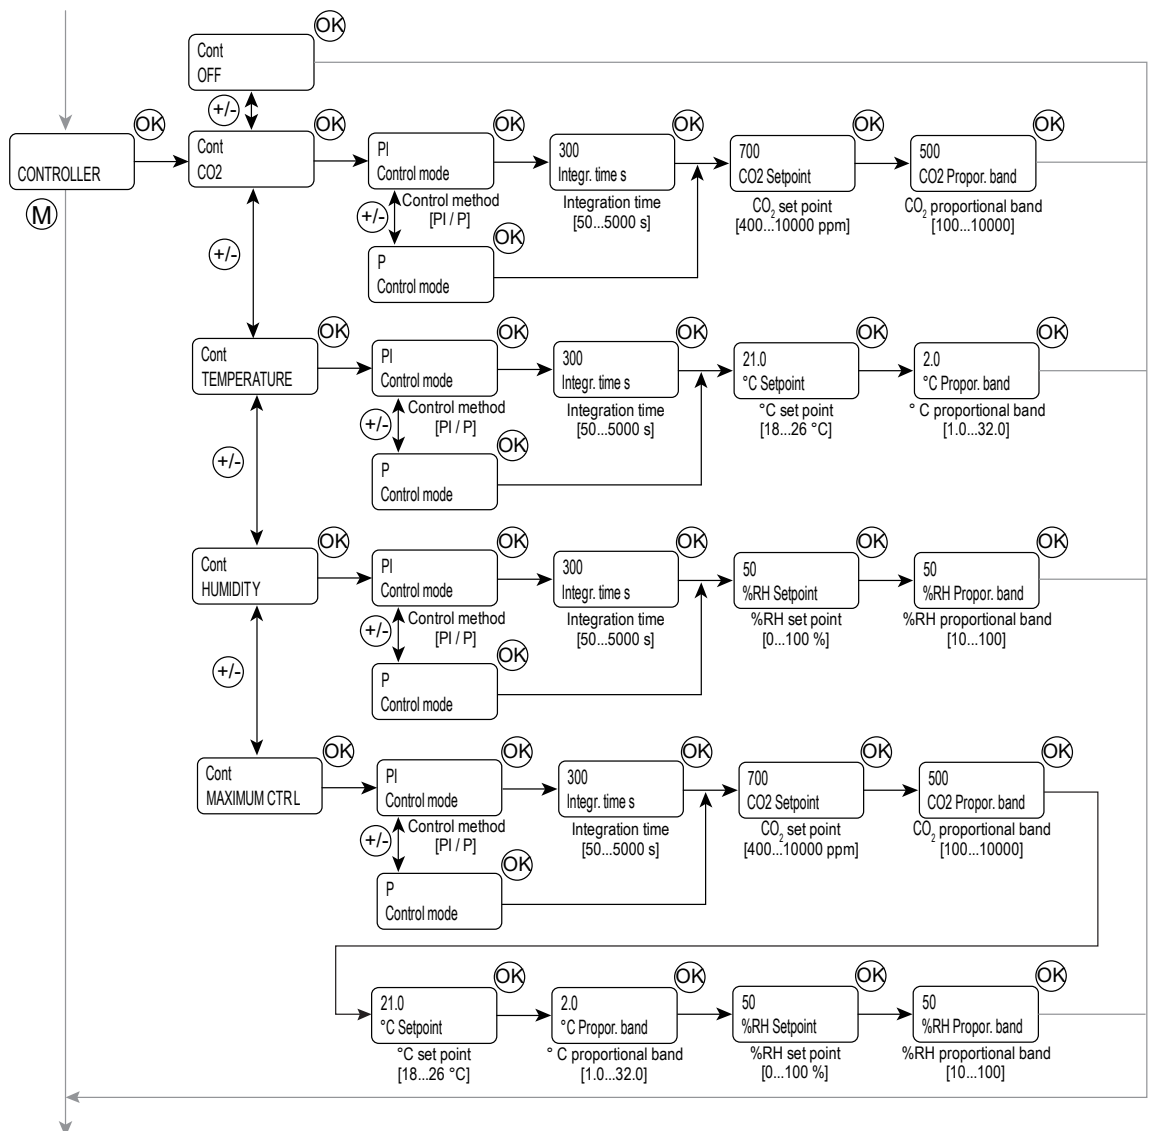 OK
Cont
OFF
+/-
OK
OK
OK
OK
OK
OK
CONTROLLER
Cont
CO2
PI
Control mode
300
Integr. time s
700
CO2 Setpoint
500
CO2 Propor. band
M
+/-
Control method
[PI / P]
Integration time
[50...5000 s]
CO2 set point
[400...10000 ppm]
CO2 proportional band
[100...10000]
OK
P
Control mode
+/-
OK
OK
OK
OK
OK
Cont
TEMPERATURE
PI
Control mode
300
Integr. time s
21.0
°C Setpoint
2.0
°C Propor. band
+/-
Control method
[PI / P]
Integration time
[50...5000 s]
°C set point
[18...26 °C]
° C proportional band
[1.0...32.0]
OK
P
Control mode
+/-
OK
OK
OK
OK
OK
Cont
HUMIDITY
PI
Control mode
300
Integr. time s
50
%RH Setpoint
50
%RH Propor. band
+/-
Control method
[PI / P]
Integration time
[50...5000 s]
%RH set point
[0...100 %]
%RH proportional band
[10...100]
OK
P
Control mode
+/-
OK
OK
OK
OK
OK
Cont
MAXIMUM CTRL
PI
Control mode
300
Integr. time s
700
CO2 Setpoint
500
CO2 Propor. band
+/-
Control method
[PI / P]
Integration time
[50...5000 s]
CO2 set point
[400...10000 ppm]
CO2 proportional band
[100...10000]
OK
P
Control mode
OK
OK
OK
OK
21.0
°C Setpoint
2.0
°C Propor. band
50
%RH Setpoint
50
%RH Propor. band
°C set point
[18...26 °C]
° C proportional band
[1.0...32.0]
%RH set point
[0...100 %]
%RH proportional band
[10...100]